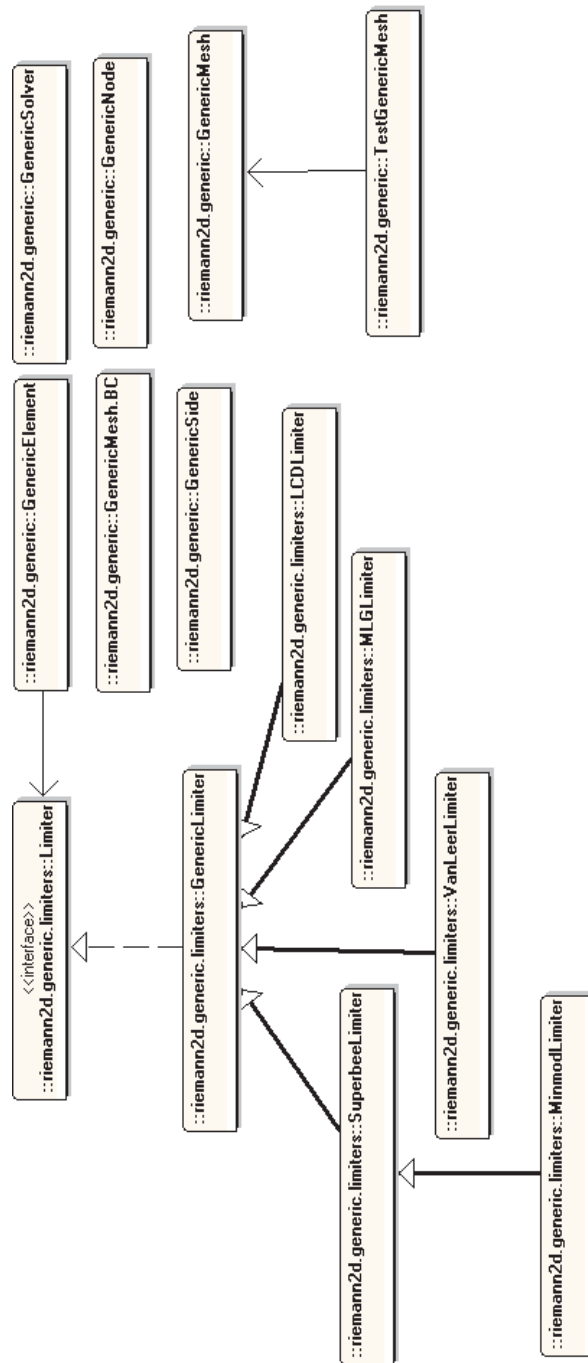 <<interface>>
::riemann2d.generic.limiters::Limiter
::riemann2d.generic::GenericElement
::riemann2d.generic::GenericSolver
::riemann2d.generic::GenericMesh.BC
::riemann2d.generic::GenericNode
::riemann2d.generic.limiters::GenericLimiter
::riemann2d.generic::GenericSide
::riemann2d.generic::GenericMesh
::riemann2d.generic.limiters::LCDLimiter
::riemann2d.generic.limiters::SuperbeeLimiter
::riemann2d.generic.limiters::MLGLimiter
::riemann2d.generic::TestGenericMesh
::riemann2d.generic.limiters::VanLeerLimiter
::riemann2d.generic.limiters::MinmodLimiter